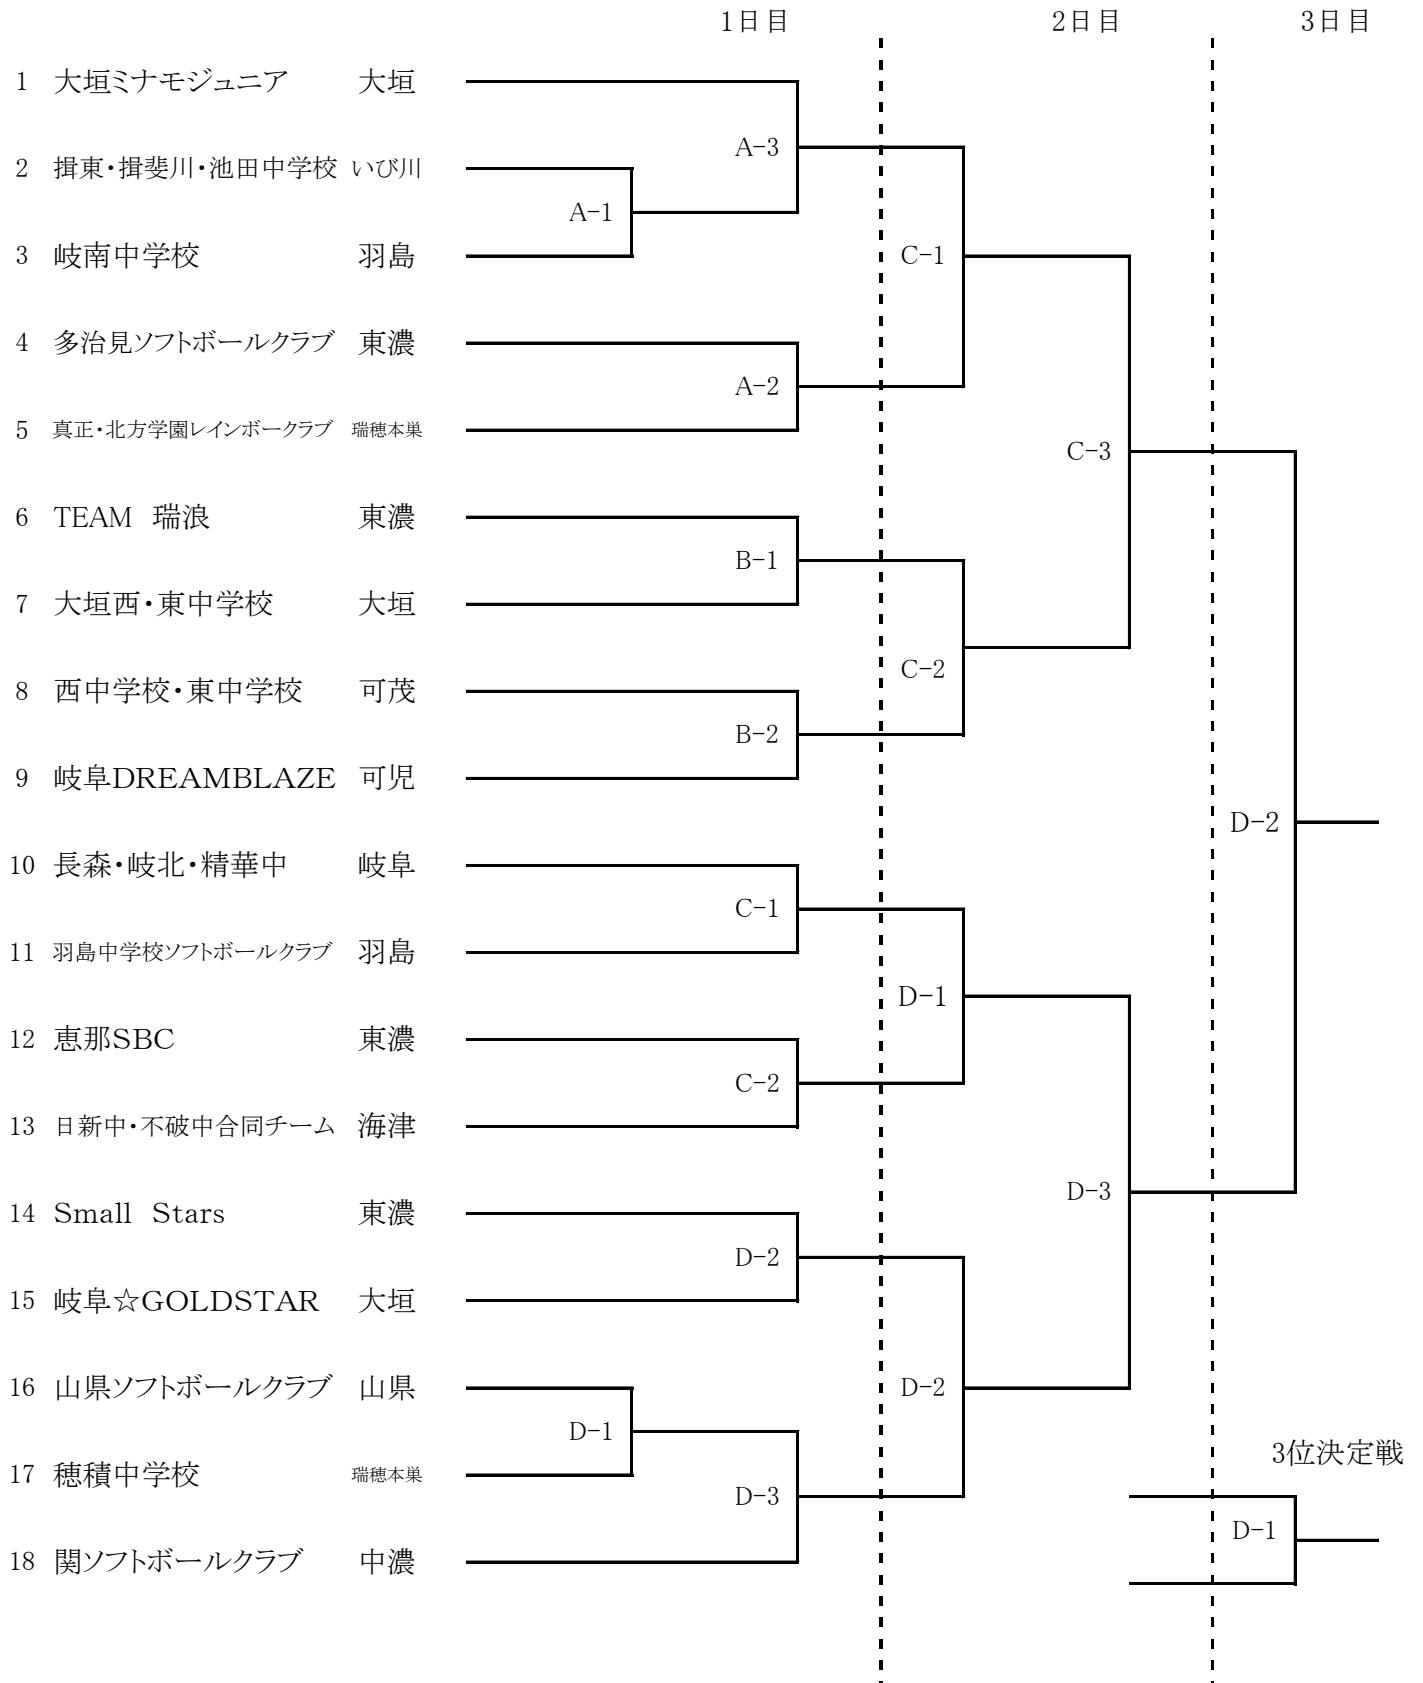 1日目 2日目 3日目
1 大垣ミナモジュニア 大垣
A-3
2 揖東・揖斐川・池田中学校 いび川
A-1
3 岐南中学校 羽島
C-1
4 多治見ソフトボールクラブ 東濃
A-2
5 真正・北方学園レインボークラブ 瑞穂本巣
C-3
6 TEAM 瑞浪 東濃
B-1
7 大垣西・東中学校 大垣
C-2
8 西中学校・東中学校 可茂
B-2
9 岐阜DREAMBLAZE 可児
D-2
10 長森・岐北・精華中 岐阜
C-1
11 羽島中学校ソフトボールクラブ 羽島
D-1
12 恵那SBC 東濃
C-2
13 日新中・不破中合同チーム 海津
D-3
14 Small Stars 東濃
D-2
15 岐阜☆GOLDSTAR 大垣
16 山県ソフトボールクラブ 山県
D-2
D-1
3位決定戦
17 穂積中学校 瑞穂本巣
D-3
D-1
18 関ソフトボールクラブ 中濃